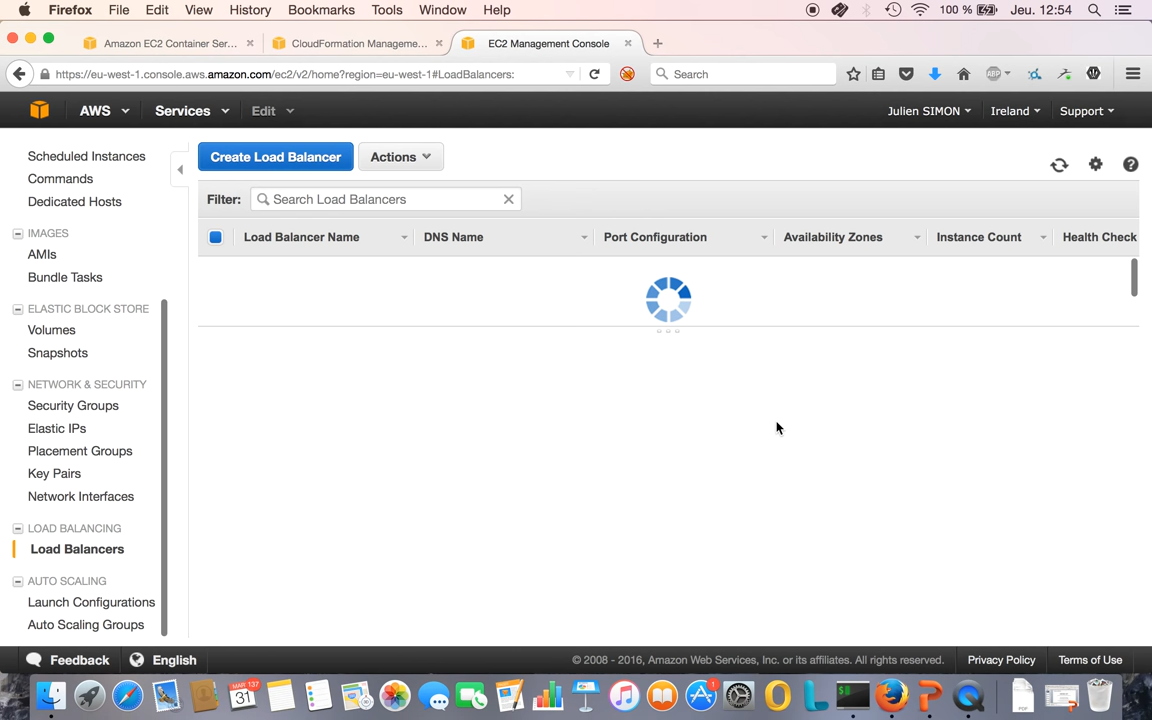 Firefox File Edit View History Bookmarks Tools Window Help 100 % Jeu. 12:54
Amazon EC2 Container Ser... CloudFormation Manageme... EC2 Management Console
https://eu-west-1.console.aws.amazon.com/ec2/v2/home?region=eu-west-1#LoadBalancers: Search ABP
AWS Services Edit Julien SIMON Ireland Support
Scheduled Instances
Commands
Dedicated Hosts
IMAGES
AMIs
Bundle Tasks
ELASTIC BLOCK STORE
Volumes
Snapshots
NETWORK & SECURITY
Security Groups
Elastic IPs
Placement Groups
Key Pairs
Network Interfaces
LOAD BALANCING
Load Balancers
AUTO SCALING
Launch Configurations
Auto Scaling Groups
Create Load Balancer Actions
Filter: Search Load Balancers
Load Balancer Name DNS Name Port Configuration Availability Zones Instance Count Health Check
Feedback English © 2008 - 2016, Amazon Web Services, Inc. or its affiliates. All rights reserved. Privacy Policy Terms of Use
31
1